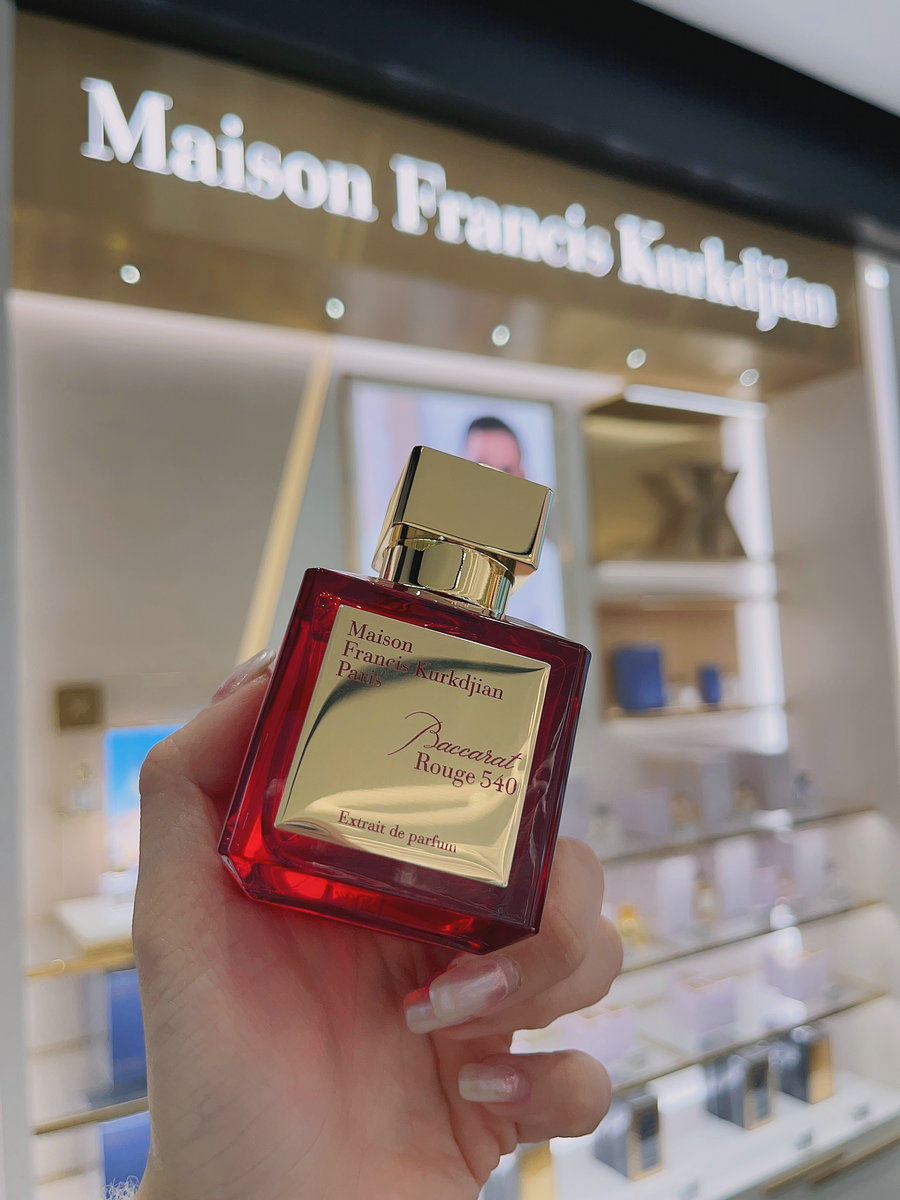 Maison Francis Kurkdjian
Maison
Francis Kurkdjian
Paris
Baccarat
Rouge 540
Extrait de parfum